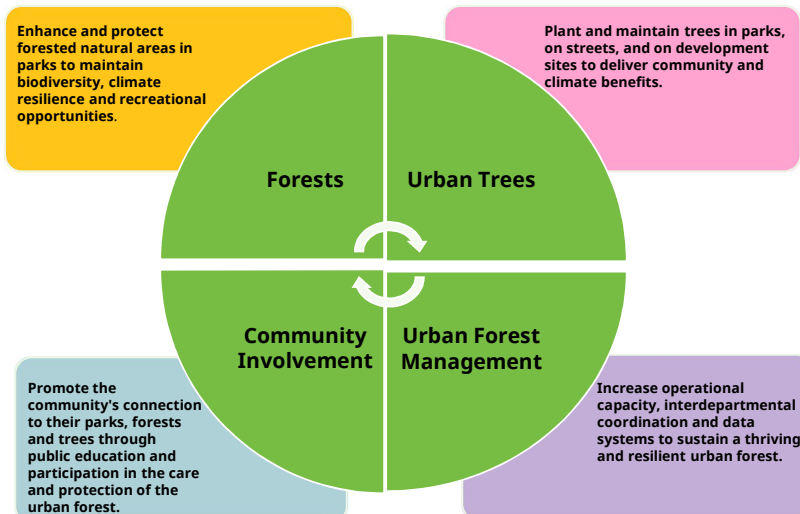 Enhance and protect
forested natural areas in
parks to maintain
biodiversity, climate
resilience and recreational
opportunities.
Plant and maintain trees in parks,
on streets, and on development
sites to deliver community and
climate benefits.
Forests
Urban Trees
Community
Involvement
Urban Forest
Management
Promote the
community's connection
to their parks, forests
and trees through
public education and
participation in the care
and protection of the
urban forest.
Increase operational
capacity, interdepartmental
coordination and data
systems to sustain a thriving
and resilient urban forest.